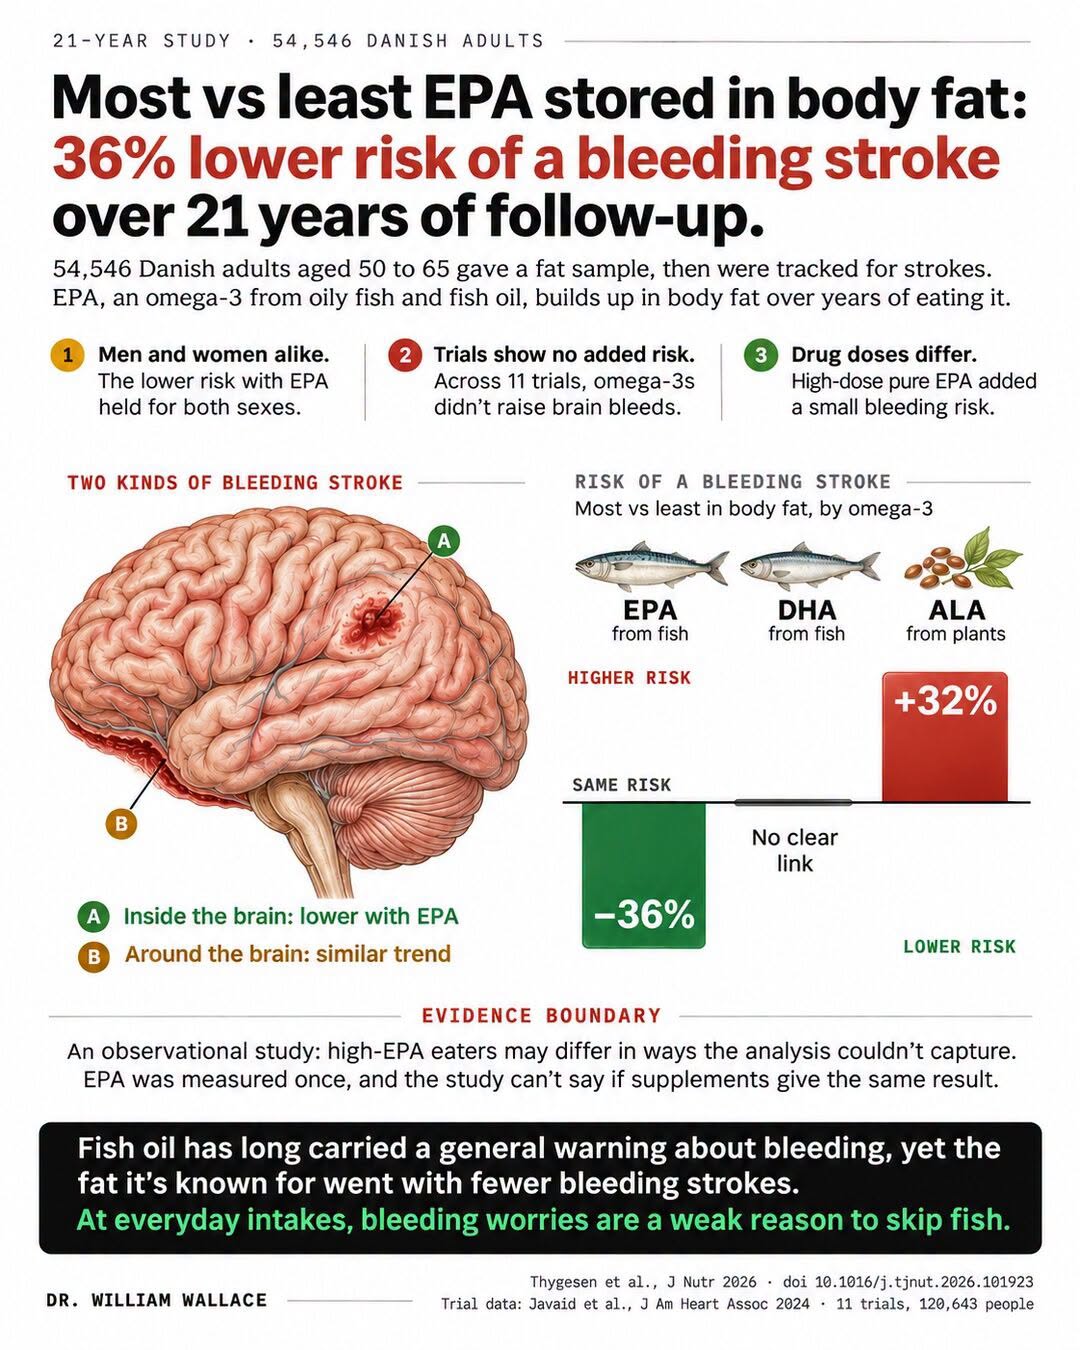 21-YEAR STUDY · 54,546 DANISH ADULTS
Most vs least EPA stored in body fat:
36% lower risk of a bleeding stroke
over 21 years of follow-up.
54,546 Danish adults aged 50 to 65 gave a fat sample, then were tracked for strokes.
EPA, an omega-3 from oily fish and fish oil, builds up in body fat over years of eating it.
1 Men and women alike.
The lower risk with EPA
held for both sexes.
2 Trials show no added risk.
Across 11 trials, omega-3s
didn't raise brain bleeds.
3 Drug doses differ.
High-dose pure EPA added
a small bleeding risk.
TWO KINDS OF BLEEDING STROKE
A
B
A Inside the brain: lower with EPA
B Around the brain: similar trend
RISK OF A BLEEDING STROKE
Most vs least in body fat, by omega-3
EPA
from fish
DHA
from fish
ALA
from plants
HIGHER RISK
+32%
SAME RISK
No clear
link
−36%
LOWER RISK
EVIDENCE BOUNDARY
An observational study: high-EPA eaters may differ in ways the analysis couldn't capture.
EPA was measured once, and the study can't say if supplements give the same result.
Fish oil has long carried a general warning about bleeding, yet the
fat it's known for went with fewer bleeding strokes.
At everyday intakes, bleeding worries are a weak reason to skip fish.
DR. WILLIAM WALLACE
Thygesen et al., J Nutr 2026 · doi 10.1016/j.tjnut.2026.101923
Trial data: Javaid et al., J Am Heart Assoc 2024 · 11 trials, 120,643 people